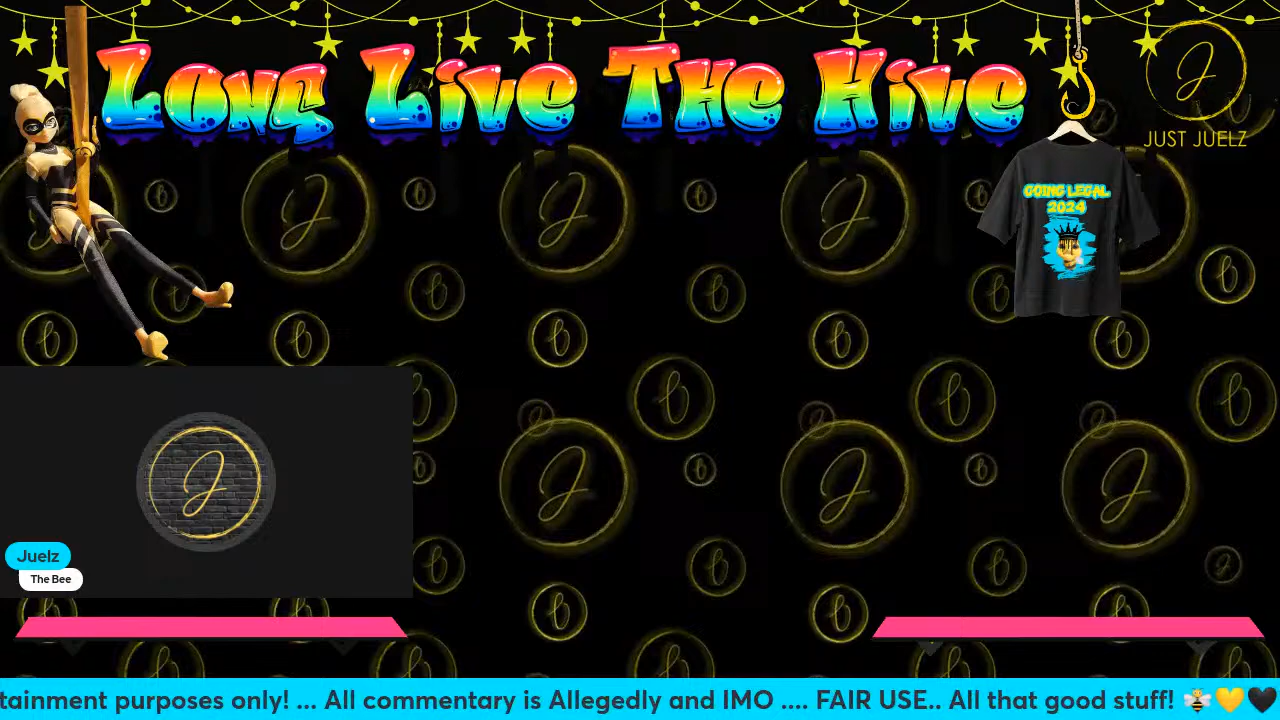 Long Live The Hive
J
JUST JUELZ
GOING LEGAL
2024
J
Juelz
The Bee
tainment purposes only! ... All commentary is Allegedly and IMO .... FAIR USE.. All that good stuff! 🐝💛🖤